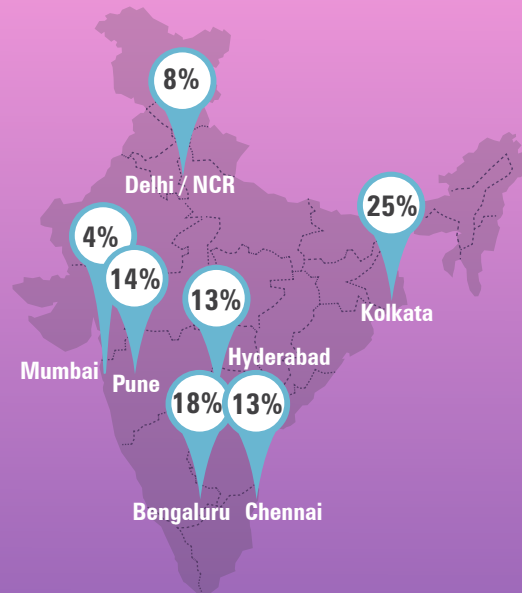 8%
Delhi / NCR
25%
Kolkata
4%
Mumbai
14%
Pune
13%
Hyderabad
18%
Bengaluru
13%
Chennai